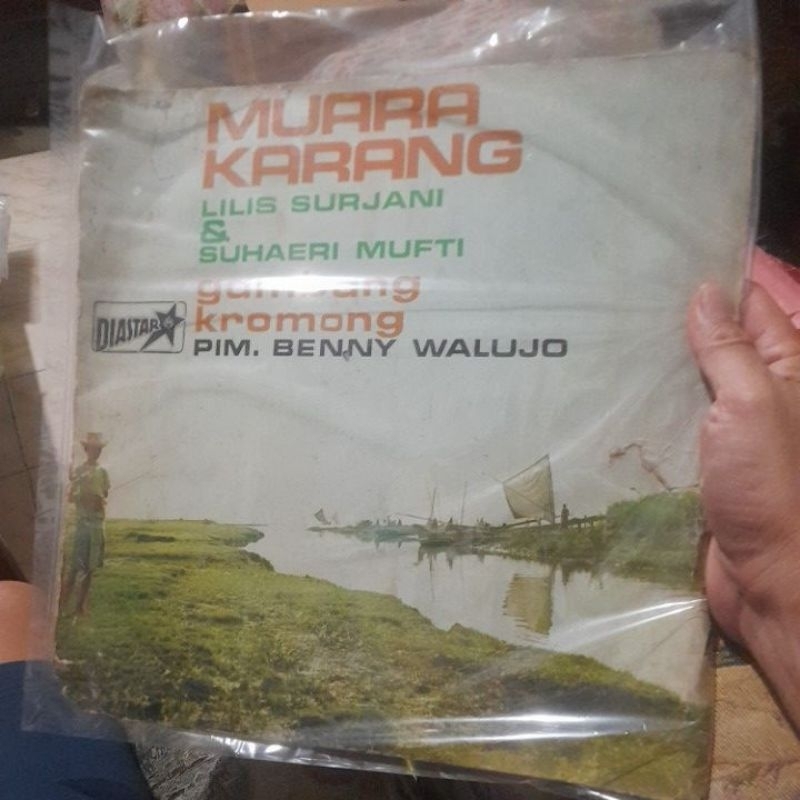 MUARA
KARANG
LILIS SURJANI
&
SUHAERI MUFTI
gambang
kromong
DIASTAR
PIM. BENNY WALUJO